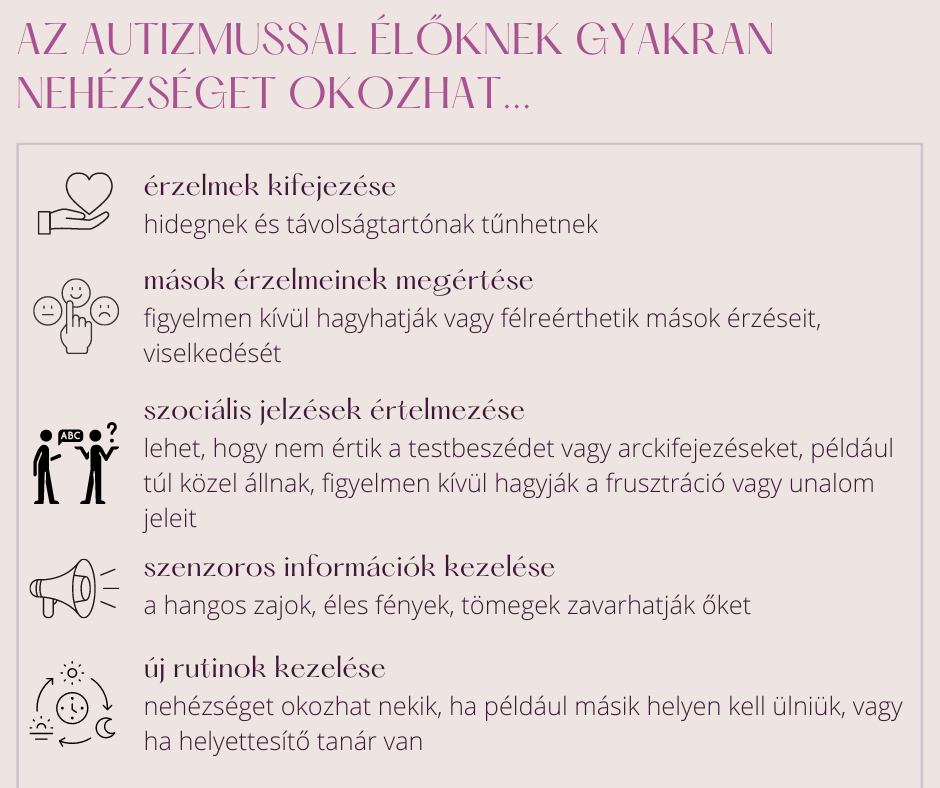 AZ AUTIZMUSSAL ÉLŐKNEK GYAKRAN
NEHÉZSÉGET OKOZHAT...
érzelmek kifejezése
hidegnek és távolságtartónak tűnhetnek
mások érzelmeinek megértése
figyelmen kívül hagyhatják vagy félreérthetik mások érzéseit,
viselkedését
ABC
?
szociális jelzések értelmezése
lehet, hogy nem értik a testbeszédet vagy arckifejezéseket, például
túl közel állnak, figyelmen kívül hagyják a frusztráció vagy unalom
jeleit
szenzoros információk kezelése
a hangos zajok, éles fények, tömegek zavarhatják őket
új rutinok kezelése
nehézséget okozhat nekik, ha például másik helyen kell ülniük, vagy
ha helyettesítő tanár van